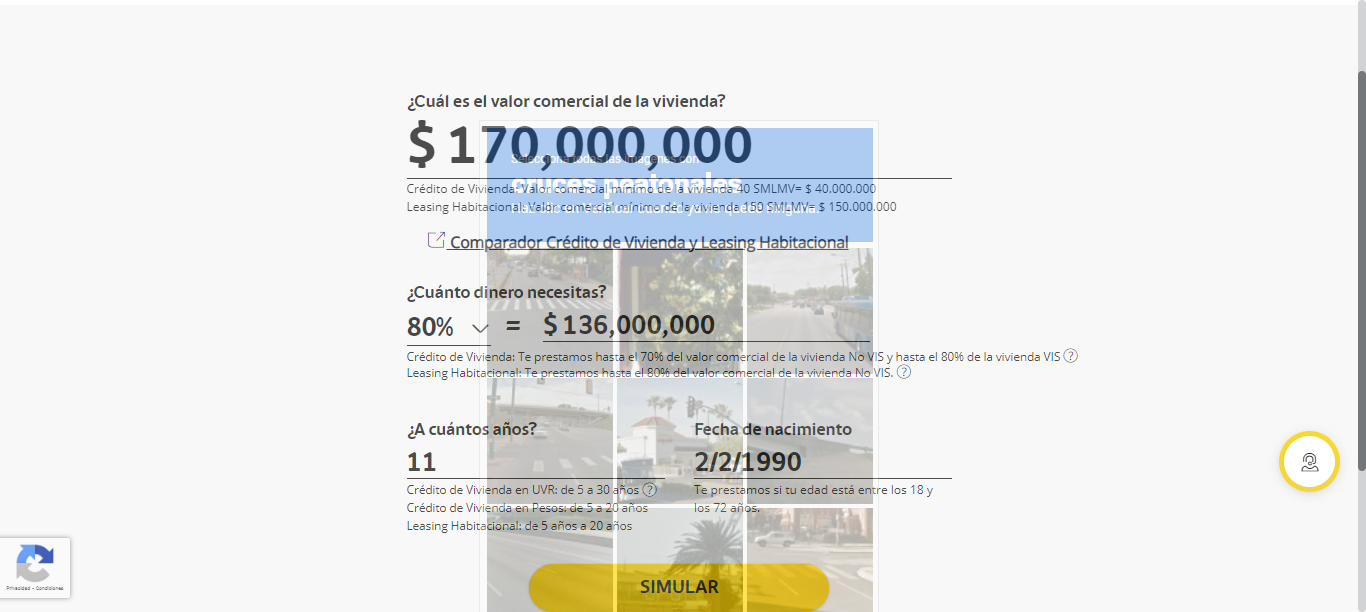 ¿Cuál es el valor comercial de la vivienda?
$ 170,000,000
Selecciona todas las imágenes con
cruces peatonales
Crédito de Vivienda: Valor comercial mínimo de la vivienda 40 SMLMV= $ 40.000.000
Leasing Habitacional: Valor comercial mínimo de la vivienda 150 SMLMV= $ 150.000.000
Comparador Crédito de Vivienda y Leasing Habitacional
¿Cuánto dinero necesitas?
80% = $ 136,000,000
Crédito de Vivienda: Te prestamos hasta el 70% del valor comercial de la vivienda No VIS y hasta el 80% de la vivienda VIS ?
Leasing Habitacional: Te prestamos hasta el 80% del valor comercial de la vivienda No VIS. ?
¿A cuántos años? Fecha de nacimiento
11 2/2/1990
Crédito de Vivienda en UVR: de 5 a 30 años ? Te prestamos si tu edad está entre los 18 y
Crédito de Vivienda en Pesos: de 5 a 20 años los 72 años.
Leasing Habitacional: de 5 años a 20 años
SIMULAR
Privacidad - Condiciones